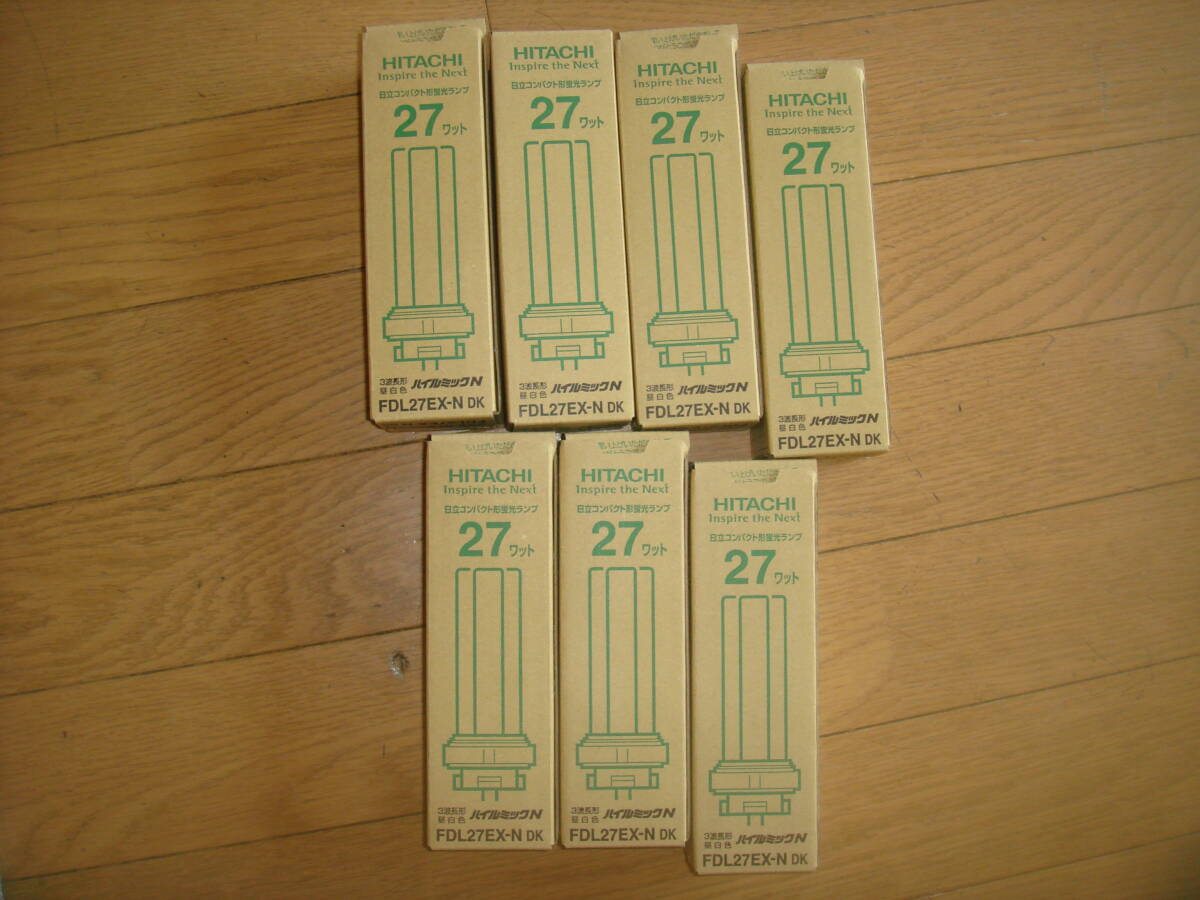 HITACHI
Inspire the Next
日立コンパクト形蛍光ランプ
27ワット
3波長形
昼白色
ハイルミックN
FDL27EX-N DK
HITACHI
Inspire the Next
日立コンパクト形蛍光ランプ
27ワット
3波長形
昼白色
ハイルミックN
FDL27EX-N DK
HITACHI
Inspire the Next
日立コンパクト形蛍光ランプ
27ワット
3波長形
昼白色
ハイルミックN
FDL27EX-N DK
HITACHI
Inspire the Next
日立コンパクト形蛍光ランプ
27ワット
3波長形
昼白色
ハイルミックN
FDL27EX-N DK
HITACHI
Inspire the Next
日立コンパクト形蛍光ランプ
27ワット
3波長形
昼白色
ハイルミックN
FDL27EX-N DK
HITACHI
Inspire the Next
日立コンパクト形蛍光ランプ
27ワット
3波長形
昼白色
ハイルミックN
FDL27EX-N DK
HITACHI
Inspire the Next
日立コンパクト形蛍光ランプ
27ワット
3波長形
昼白色
ハイルミックN
FDL27EX-N DK